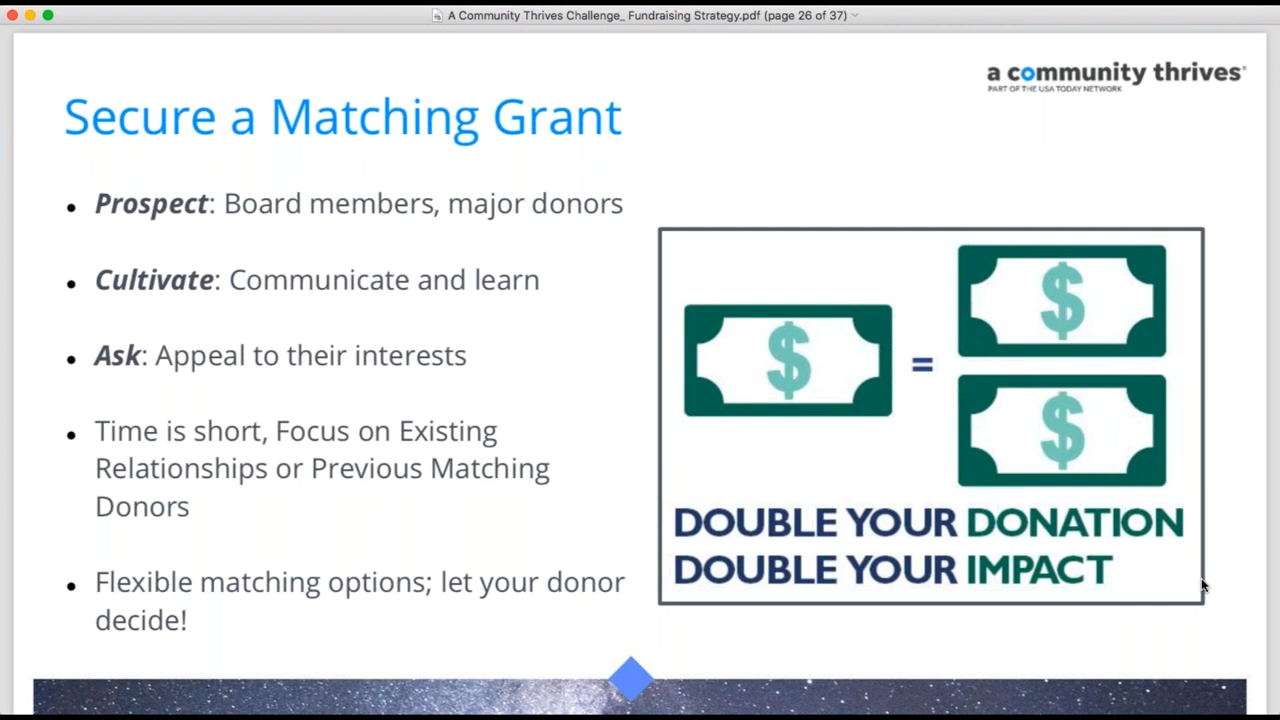 A Community Thrives Challenge_ Fundraising Strategy.pdf (page 26 of 37)
a community thrives
PART OF THE USA TODAY NETWORK
Secure a Matching Grant
• Prospect: Board members, major donors
• Cultivate: Communicate and learn
• Ask: Appeal to their interests
• Time is short, Focus on Existing
Relationships or Previous Matching
Donors
• Flexible matching options; let your donor
decide!
$ = $
$
DOUBLE YOUR DONATION
DOUBLE YOUR IMPACT